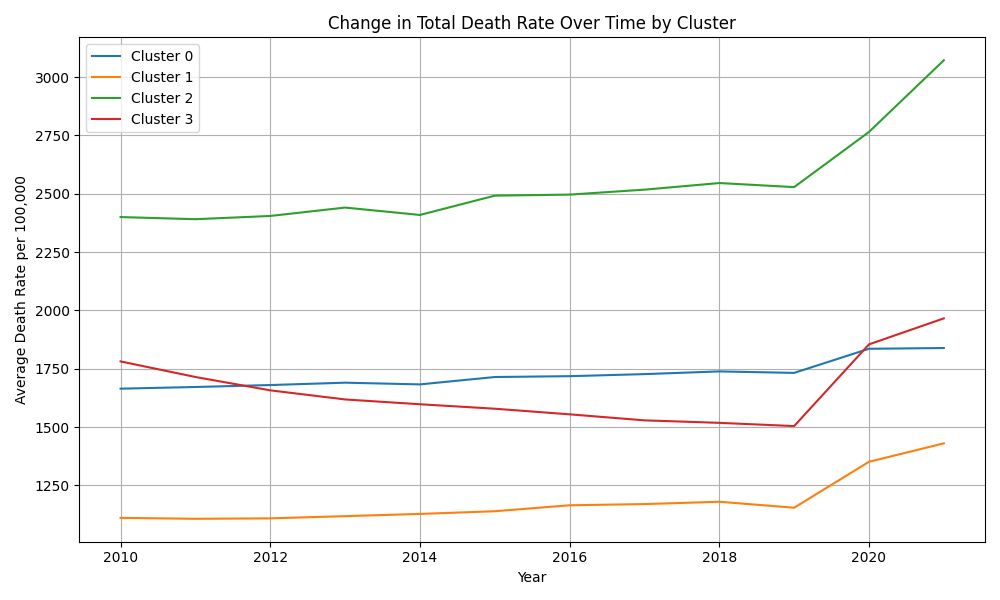 Change in Total Death Rate Over Time by Cluster
Cluster 0
Cluster 1
Cluster 2
Cluster 3
Average Death Rate per 100,000
3000
2750
2500
2250
2000
1750
1500
1250
2010 2012 2014 2016 2018 2020
Year